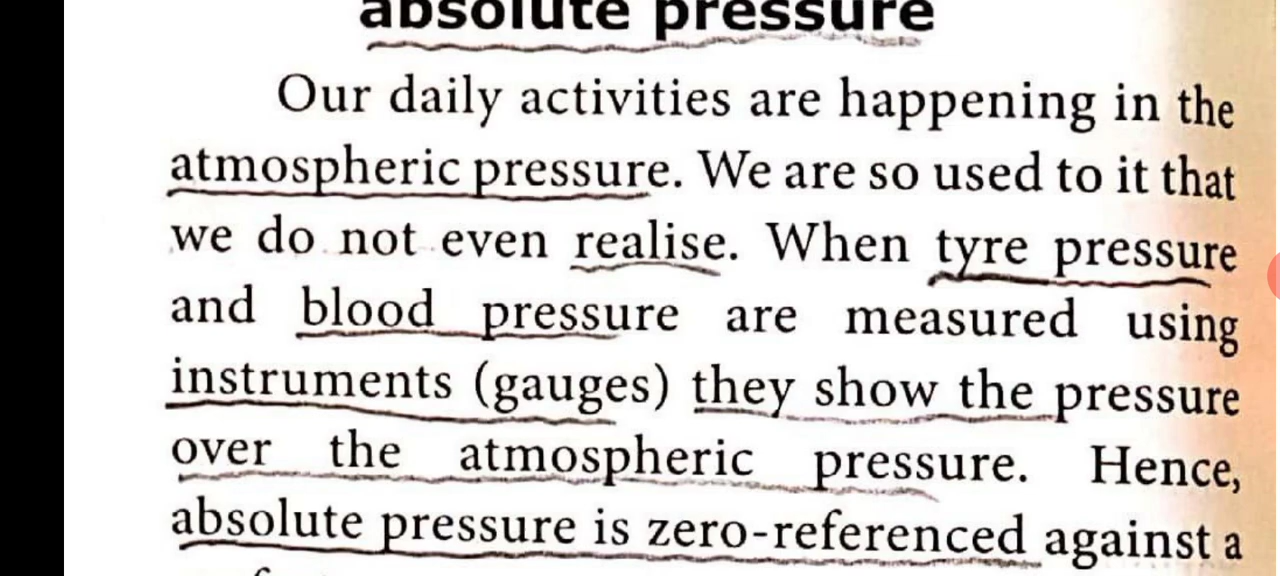 absolute pressure
Our daily activities are happening in the
atmospheric pressure. We are so used to it that
we do not even realise. When tyre pressure
and blood pressure are measured using
instruments (gauges) they show the pressure
over the atmospheric pressure. Hence,
absolute pressure is zero-referenced against a